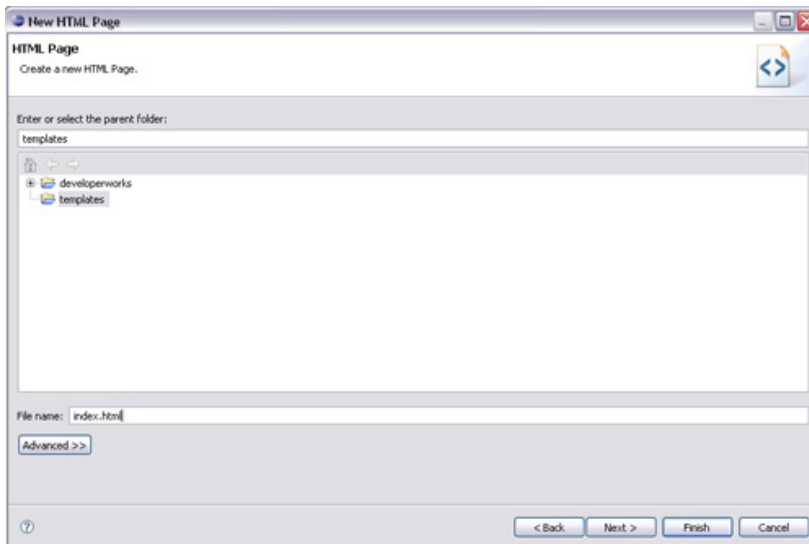 New HTML Page
HTML Page
Create a new HTML Page.
Enter or select the parent folder:
templates
developerworks
templates
File name: index.html
Advanced >>
< Back Next > Finish Cancel